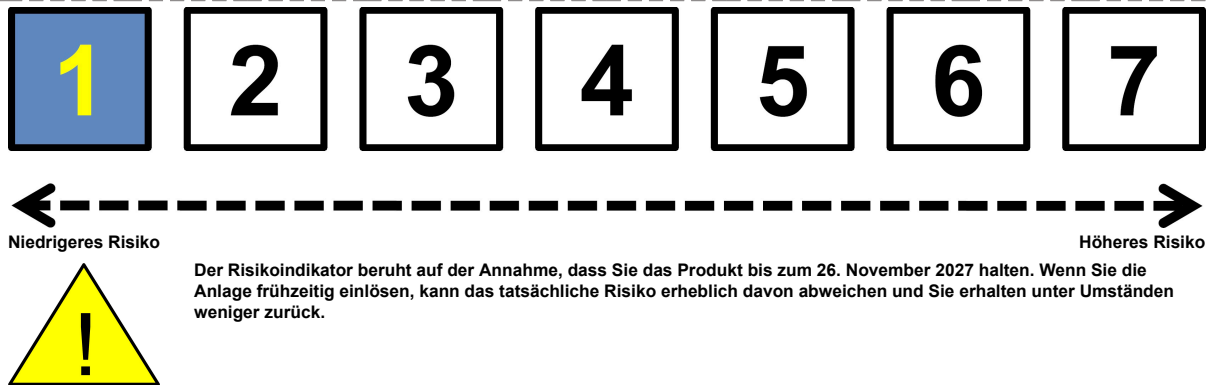 1 2 3 4 5 6 7
Niedrigeres Risiko Höheres Risiko
Der Risikoindikator beruht auf der Annahme, dass Sie das Produkt bis zum 26. November 2027 halten. Wenn Sie die
Anlage frühzeitig einlösen, kann das tatsächliche Risiko erheblich davon abweichen und Sie erhalten unter Umständen
weniger zurück.
!